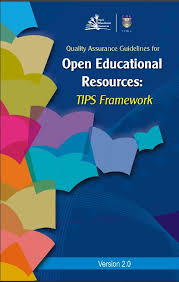 Quality Assurance Guidelines for
Open Educational
Resources:
TIPS Framework
Version 2.0